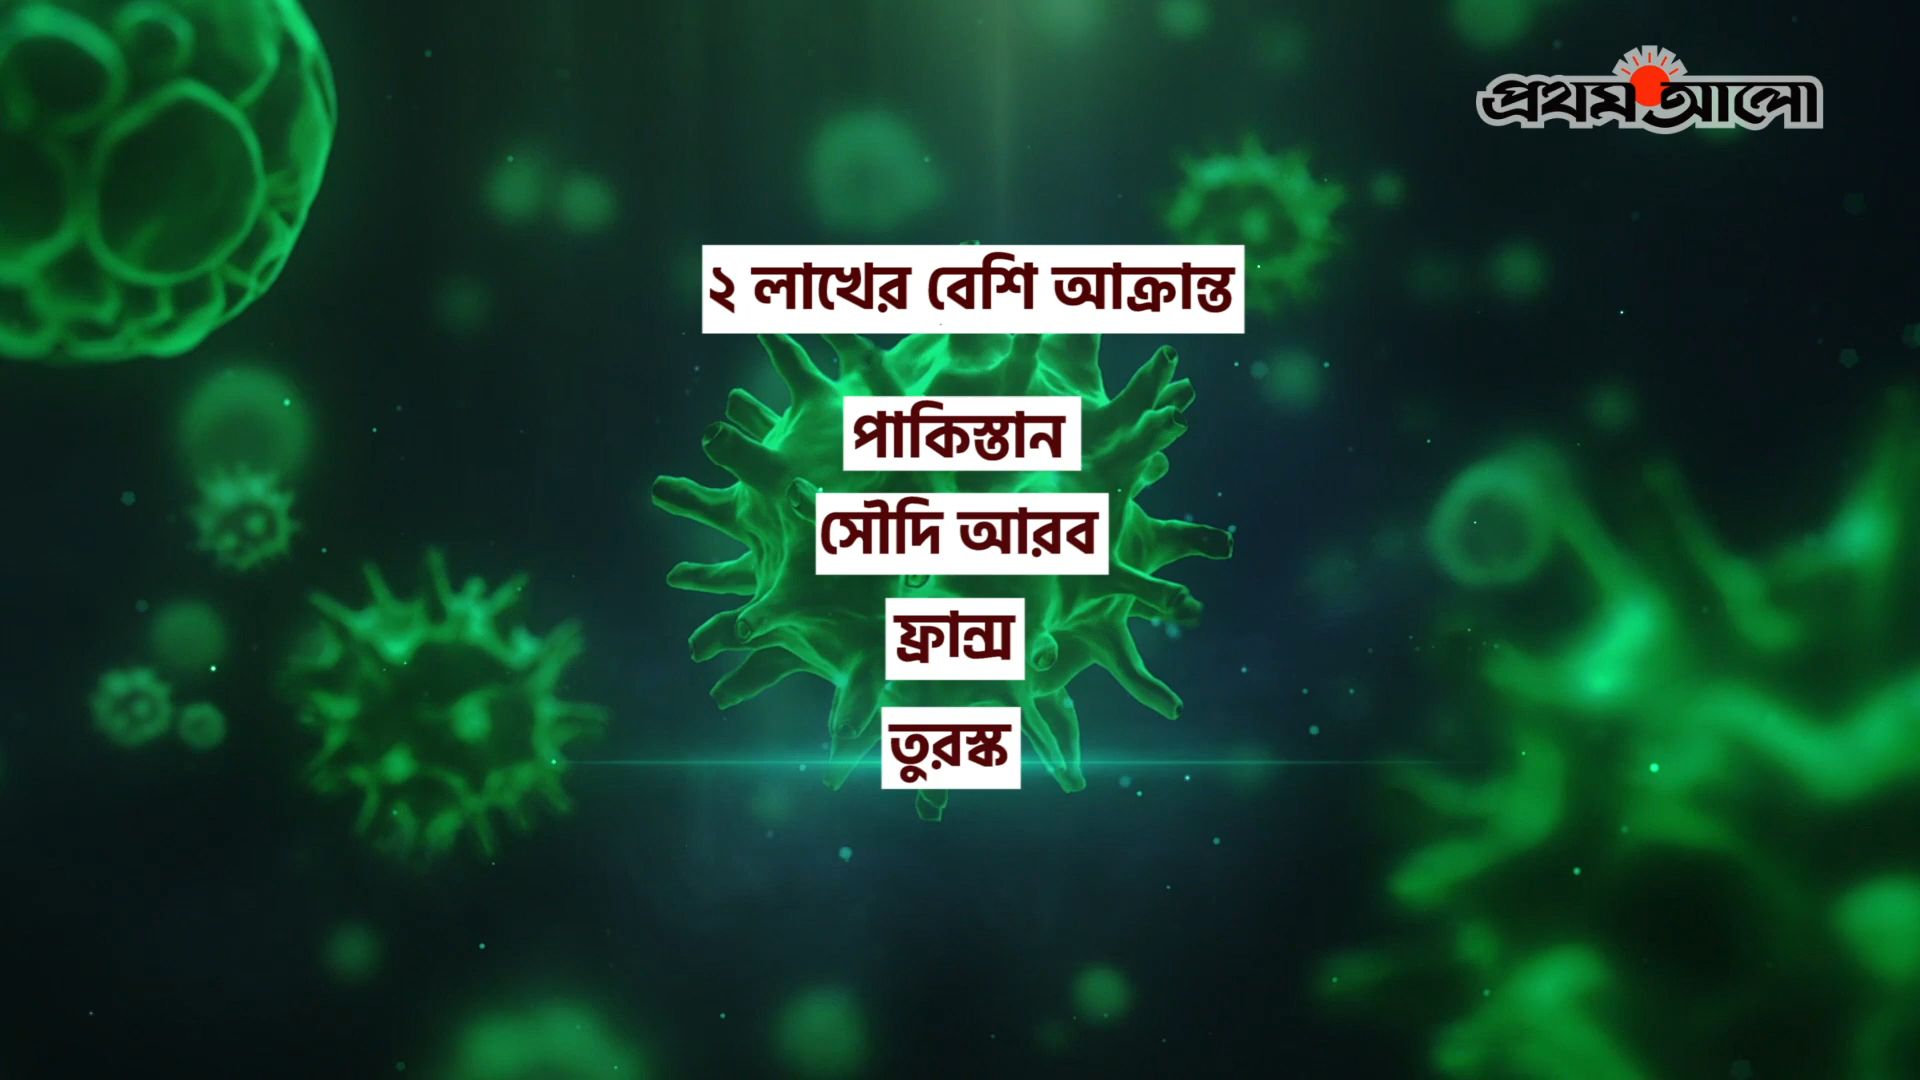 প্রথম আলো
২ লাখের বেশি আক্রান্ত
পাকিস্তান
সৌদি আরব
ফ্রান্স
তুরস্ক